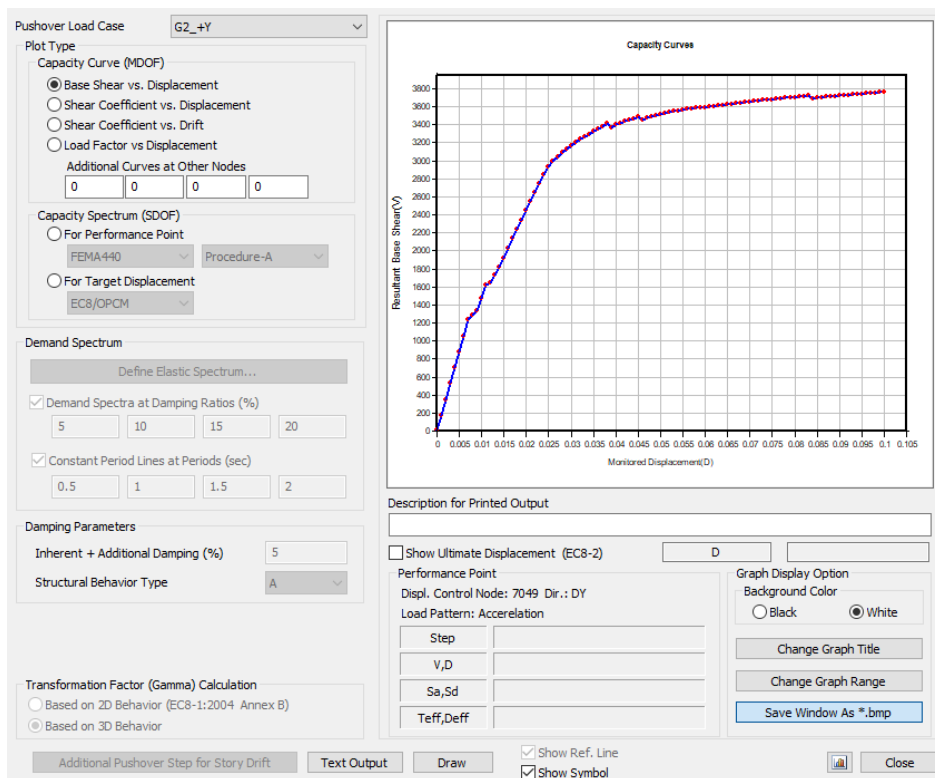 Pushover Load Case
G2_+Y
Plot Type
Capacity Curve (MDOF)
Base Shear vs. Displacement
Shear Coefficient vs. Displacement
Shear Coefficient vs. Drift
Load Factor vs Displacement
Additional Curves at Other Nodes
0 0 0 0
Capacity Spectrum (SDOF)
For Performance Point
FEMA440 Procedure-A
For Target Displacement
EC8/OPCM
Demand Spectrum
Define Elastic Spectrum...
Demand Spectra at Damping Ratios (%)
5 10 15 20
Constant Period Lines at Periods (sec)
0.5 1 1.5 2
Damping Parameters
Inherent + Additional Damping (%) 5
Structural Behavior Type A
Transformation Factor (Gamma) Calculation
Based on 2D Behavior (EC8-1:2004 Annex B)
Based on 3D Behavior
Capacity Curves
Resultant Base Shear(V)
3800
3600
3400
3200
3000
2800
2600
2400
2200
2000
1800
1600
1400
1200
1000
800
600
400
200
0
0 0.005 0.01 0.015 0.02 0.025 0.03 0.035 0.04 0.045 0.05 0.055 0.06 0.065 0.07 0.075 0.08 0.085 0.09 0.095 0.1 0.105
Monitored Displacement(D)
Description for Printed Output
Show Ultimate Displacement (EC8-2) D
Performance Point
Displ. Control Node: 7049 Dir.: DY
Load Pattern: Accerelation
Step
V,D
Sa,Sd
Teff,Deff
Graph Display Option
Background Color
Black White
Change Graph Title
Change Graph Range
Save Window As *.bmp
Additional Pushover Step for Story Drift Text Output Draw
Show Ref. Line
Show Symbol
Close